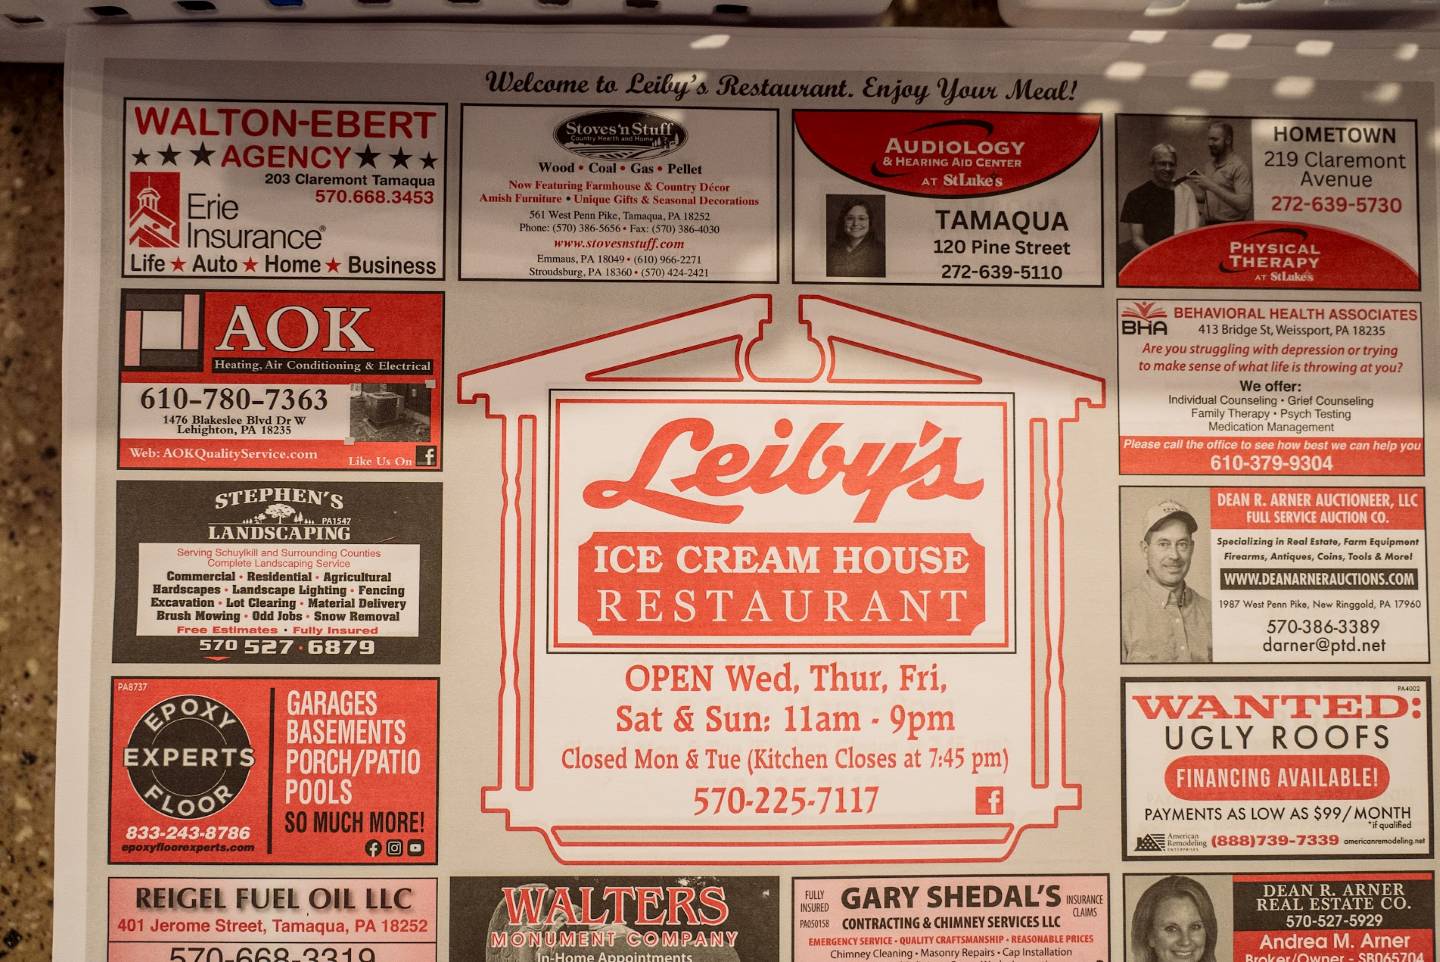 Welcome to Leiby's Restaurant. Enjoy Your Meal!
WALTON-EBERT
AGENCY
203 Claremont Tamaqua
570.668.3453
Erie
Insurance®
Life ★ Auto ★ Home ★ Business
Stoves 'n Stuff
Country Hearth and Home
Wood • Coal • Gas • Pellet
Now Featuring Farmhouse & Country Décor
Amish Furniture • Unique Gifts & Seasonal Decorations
561 West Penn Pike, Tamaqua, PA 18252
Phone: (570) 386-5656 • Fax: (570) 386-4030
www.stovesnstuff.com
Emmaus, PA 18049 • (610) 966-2271
Stroudsburg, PA 18360 • (570) 424-2421
AUDIOLOGY
& HEARING AID CENTER
AT StLuke's
TAMAQUA
120 Pine Street
272-639-5110
HOMETOWN
219 Claremont
Avenue
272-639-5730
PHYSICAL
THERAPY
AT StLuke's
AOK
Heating, Air Conditioning & Electrical
610-780-7363
1476 Blakeslee Blvd Dr W
Lehighton, PA 18235
Web: AOKQualityService.com
Like Us On f
BHA
BEHAVIORAL HEALTH ASSOCIATES
413 Bridge St, Weissport, PA 18235
Are you struggling with depression or trying
to make sense of what life is throwing at you?
We offer:
Individual Counseling • Grief Counseling
Family Therapy • Psych Testing
Medication Management
Please call the office to see how best we can help you
610-379-9304
Leiby's
ICE CREAM HOUSE
RESTAURANT
OPEN Wed, Thur, Fri,
Sat & Sun: 11am - 9pm
Closed Mon & Tue (Kitchen Closes at 7:45 pm)
570-225-7117 f
STEPHEN'S
PA1547
LANDSCAPING
Serving Schuylkill and Surrounding Counties
Complete Landscaping Service
Commercial • Residential • Agricultural
Hardscapes • Landscape Lighting • Fencing
Excavation • Lot Clearing • Material Delivery
Brush Mowing • Odd Jobs • Snow Removal
Free Estimates • Fully Insured
570 527 • 6879
DEAN R. ARNER AUCTIONEER, LLC
FULL SERVICE AUCTION CO.
Specializing in Real Estate, Farm Equipment
Firearms, Antiques, Coins, Tools & More!
WWW.DEANARNERAUCTIONS.COM
1987 West Penn Pike, New Ringgold, PA 17960
570-386-3389
darner@ptd.net
PA8737
EPOXY
EXPERTS
FLOOR
833-243-8786
epoxyfloorexperts.com
GARAGES
BASEMENTS
PORCH/PATIO
POOLS
SO MUCH MORE!
PA4002
WANTED:
UGLY ROOFS
FINANCING AVAILABLE!
PAYMENTS AS LOW AS $99/MONTH
*if qualified
American
Remodeling
ENTERPRISES
(888)739-7339 americanremodeling.net
REIGEL FUEL OIL LLC
401 Jerome Street, Tamaqua, PA 18252
570-668-3319
WALTERS
MONUMENT COMPANY
In-Home Appointments
FULLY
INSURED
PA050158
GARY SHEDAL'S
INSURANCE
CLAIMS
CONTRACTING & CHIMNEY SERVICES LLC
EMERGENCY SERVICE • QUALITY CRAFTSMANSHIP • REASONABLE PRICES
Chimney Cleaning • Masonry Repairs • Cap Installation
DEAN R. ARNER
REAL ESTATE CO.
570-527-5929
Andrea M. Arner
Broker/Owner - SB065704